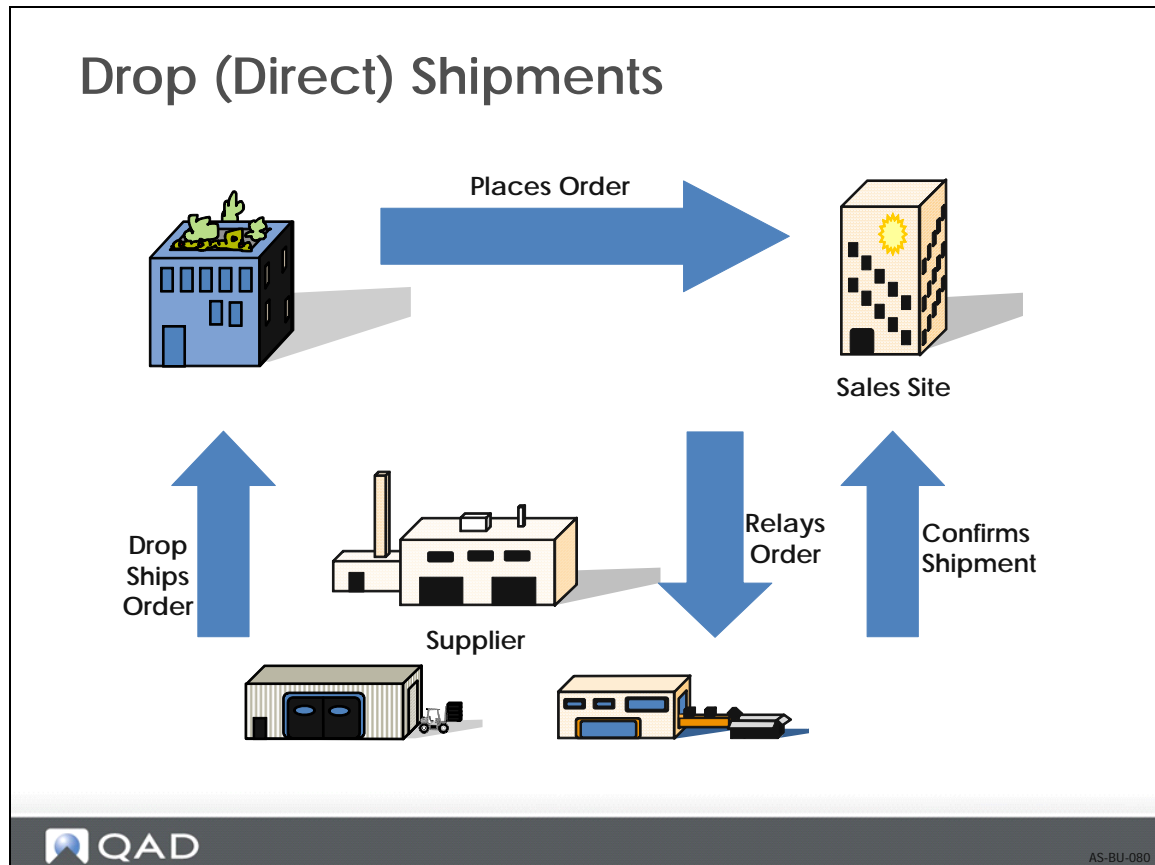 Drop (Direct) Shipments
Places Order
Sales Site
Drop
Ships
Order
Relays
Order
Confirms
Shipment
Supplier
QAD
AS-BU-080